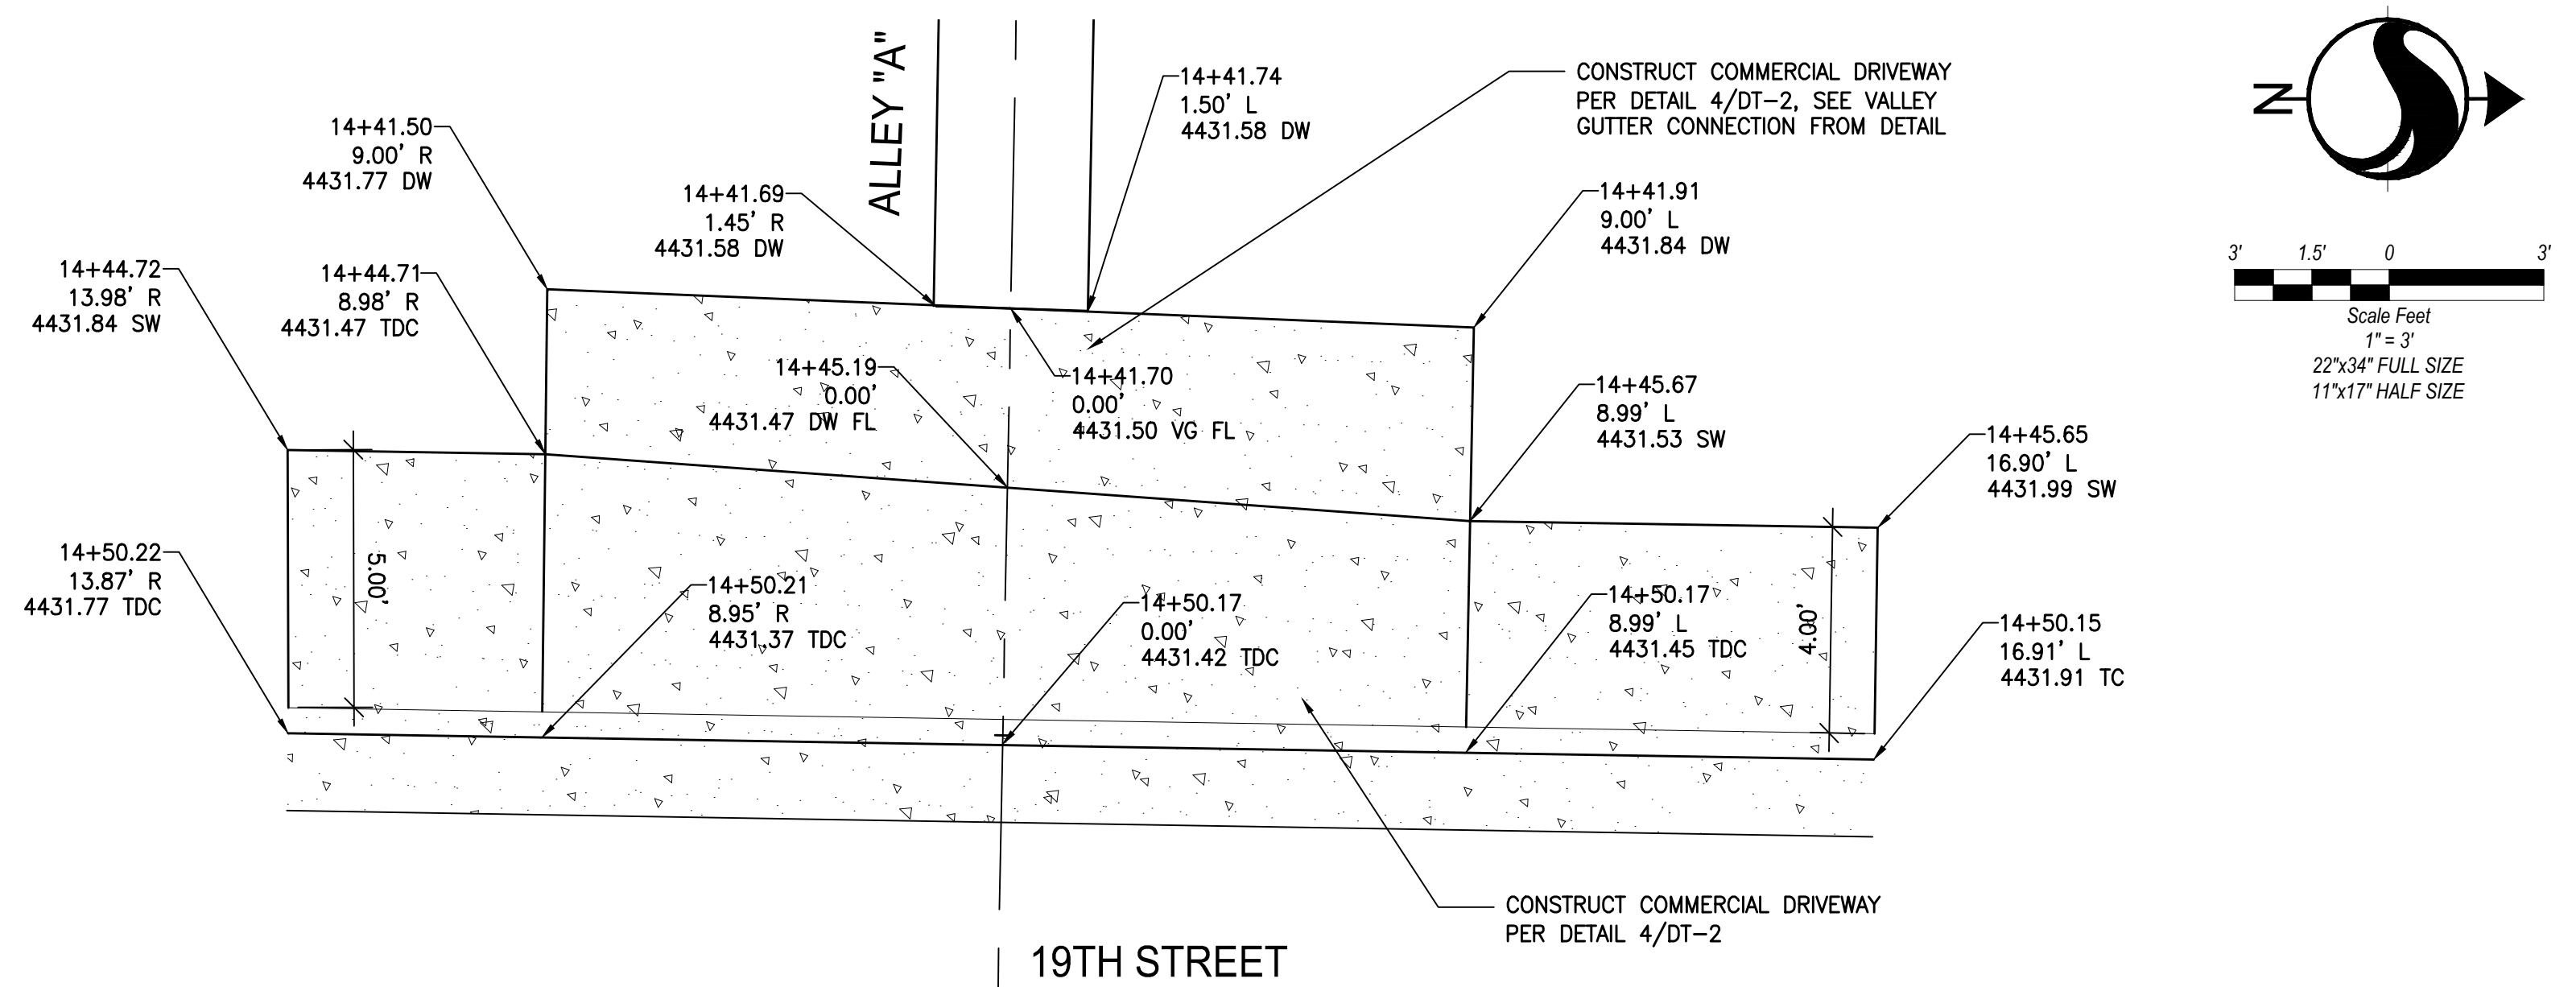 ALLEY "A"
14+41.74
1.50' L
4431.58 DW
CONSTRUCT COMMERCIAL DRIVEWAY
PER DETAIL 4/DT-2, SEE VALLEY
GUTTER CONNECTION FROM DETAIL
N
14+41.50
9.00' R
4431.77 DW
14+41.69
1.45' R
4431.58 DW
14+41.91
9.00' L
4431.84 DW
3' 1.5' 0 3'
Scale Feet
1" = 3'
22"x34" FULL SIZE
11"x17" HALF SIZE
14+44.72
13.98' R
4431.84 SW
14+44.71
8.98' R
4431.47 TDC
14+45.19
0.00'
4431.47 DW FL
14+41.70
0.00'
4431.50 VG FL
14+45.67
8.99' L
4431.53 SW
14+45.65
16.90' L
4431.99 SW
14+50.22
13.87' R
4431.77 TDC
5.00'
14+50.21
8.95' R
4431.37 TDC
14+50.17
0.00'
4431.42 TDC
14+50.17
8.99' L
4431.45 TDC
4.00'
14+50.15
16.91' L
4431.91 TC
CONSTRUCT COMMERCIAL DRIVEWAY
PER DETAIL 4/DT-2
19TH STREET